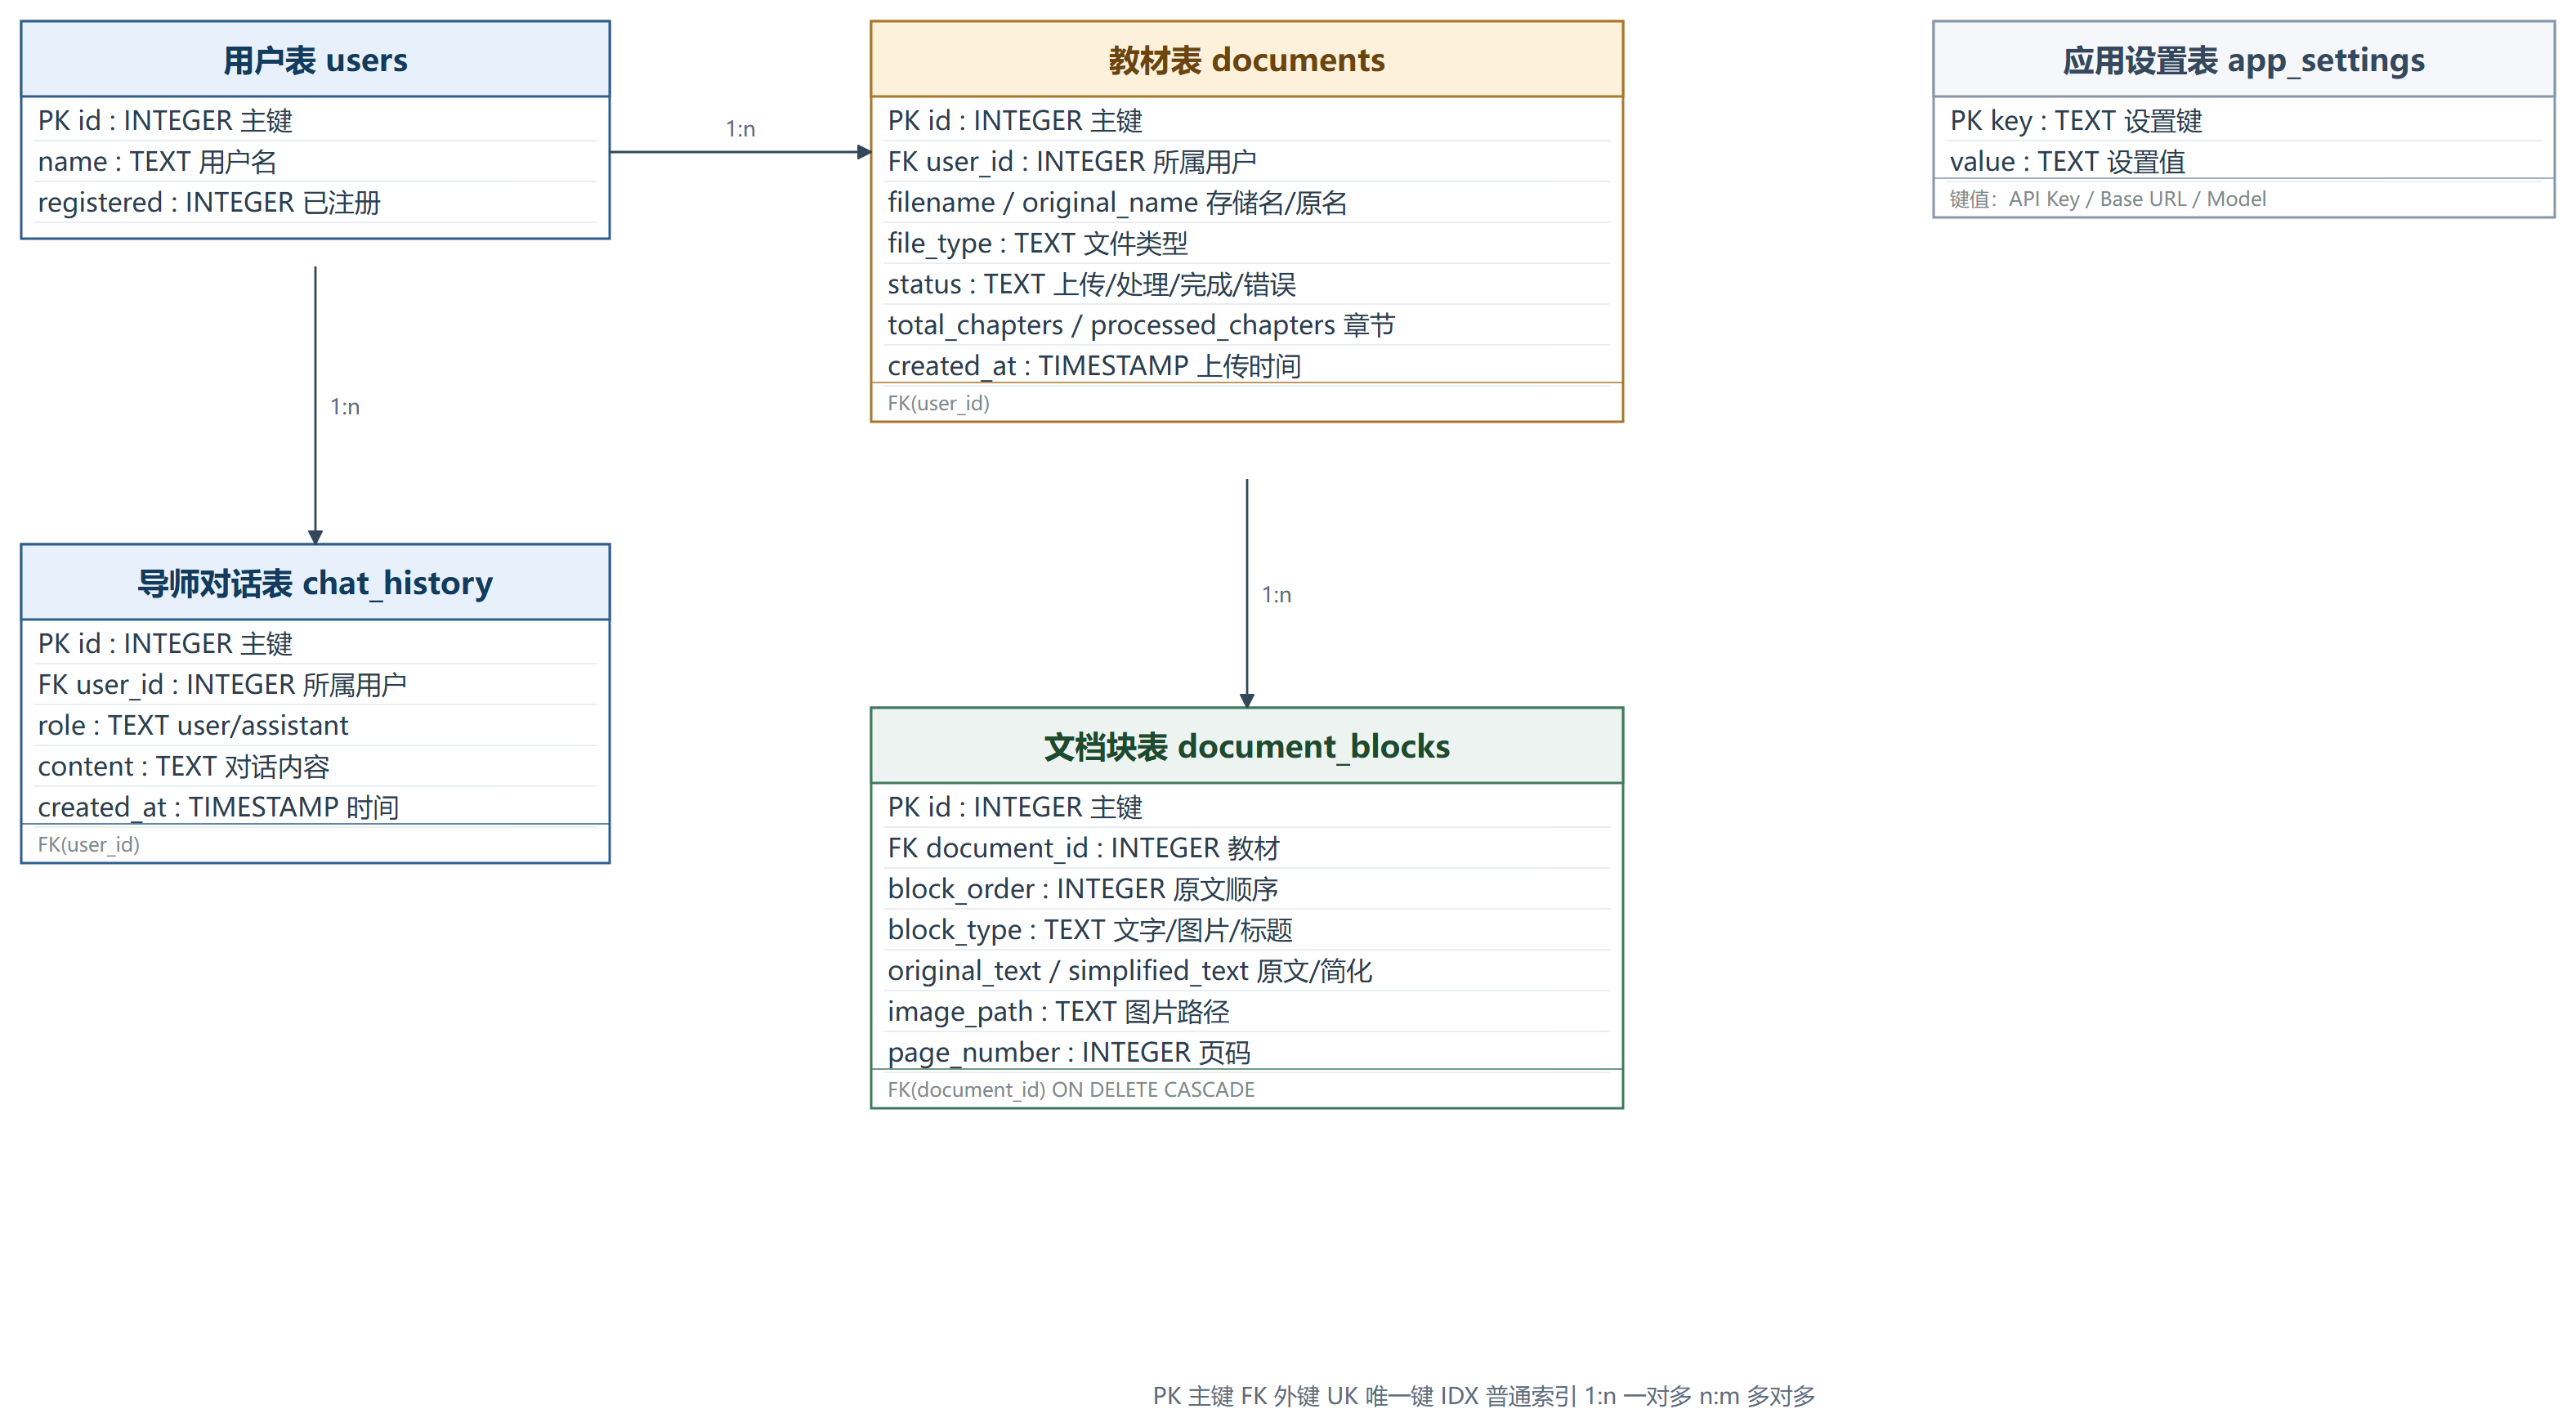 用户表 users
PK id : INTEGER 主键
name : TEXT 用户名
registered : INTEGER 已注册
1:n
教材表 documents
PK id : INTEGER 主键
FK user_id : INTEGER 所属用户
filename / original_name 存储名/原名
file_type : TEXT 文件类型
status : TEXT 上传/处理/完成/错误
total_chapters / processed_chapters 章节
created_at : TIMESTAMP 上传时间
FK(user_id)
应用设置表 app_settings
PK key : TEXT 设置键
value : TEXT 设置值
键值：API Key / Base URL / Model
1:n
导师对话表 chat_history
PK id : INTEGER 主键
FK user_id : INTEGER 所属用户
role : TEXT user/assistant
content : TEXT 对话内容
created_at : TIMESTAMP 时间
FK(user_id)
1:n
文档块表 document_blocks
PK id : INTEGER 主键
FK document_id : INTEGER 教材
block_order : INTEGER 原文顺序
block_type : TEXT 文字/图片/标题
original_text / simplified_text 原文/简化
image_path : TEXT 图片路径
page_number : INTEGER 页码
FK(document_id) ON DELETE CASCADE
PK 主键 FK 外键 UK 唯一键 IDX 普通索引 1:n 一对多 n:m 多对多